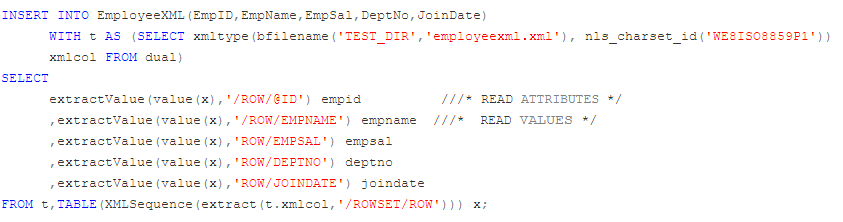 INSERT INTO EmployeeXML(EmpID,EmpName,EmpSal,DeptNo,JoinDate)
WITH t AS (SELECT xmltype(bfilename('TEST_DIR','employeexml.xml'), nls_charset_id('WE8ISO8859P1'))
xmlcol FROM dual)
SELECT
extractValue(value(x),'/ROW/@ID') empid ///* READ ATTRIBUTES */
,extractValue(value(x),'/ROW/EMPNAME') empname ///* READ VALUES */
,extractValue(value(x),'ROW/EMPSAL') empsal
,extractValue(value(x),'ROW/DEPTNO') deptno
,extractValue(value(x),'ROW/JOINDATE') joindate
FROM t,TABLE(XMLSequence(extract(t.xmlcol,'/ROWSET/ROW'))) x;